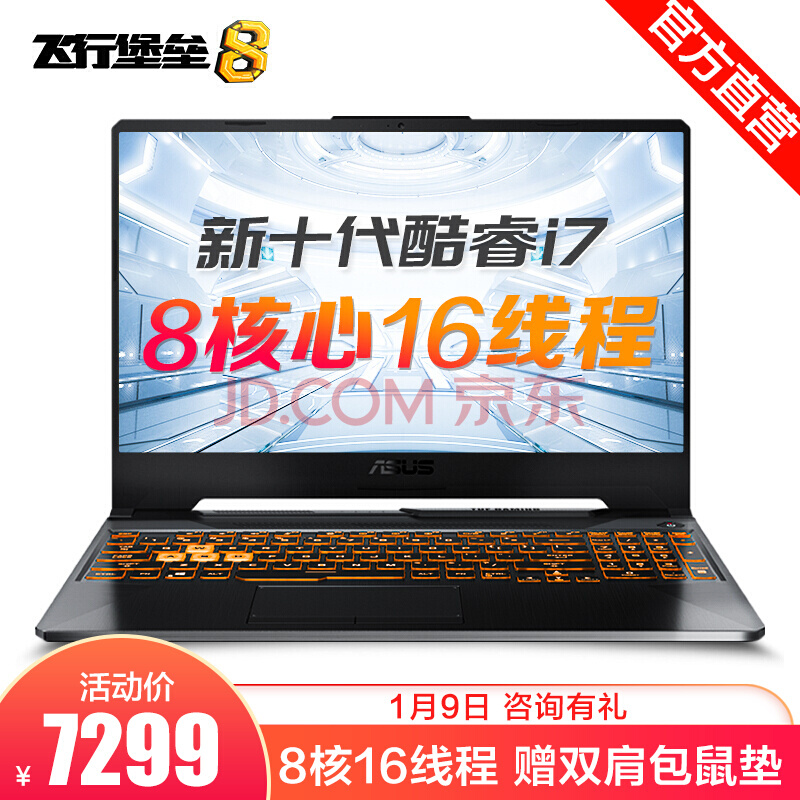 飞行堡垒8
官方直营
新十代酷睿i7
8核心16线程
JD.COM 京东
ASUS
THE GAMING
活动价
¥7299
1月9日 咨询有礼
8核16线程 赠双肩包鼠垫